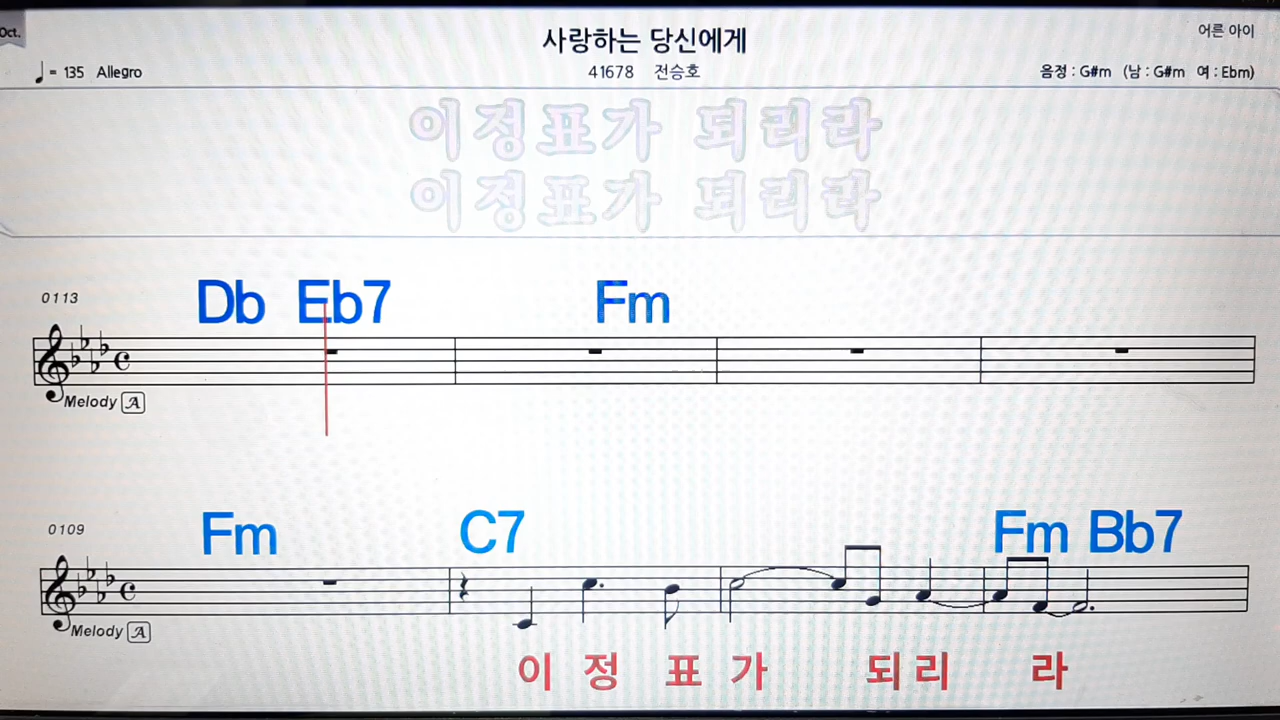 Oct.
사랑하는 당신에게
어른 아이
♩ = 135 Allegro
41678 전승호
음정 : G#m (남 : G#m 여 : Ebm)
이정표가 되리라
이정표가 되리라
0113
Db Eb7 Fm
Melody A
0109
Fm C7 Fm Bb7
Melody A
이 정 표 가 되 리 라